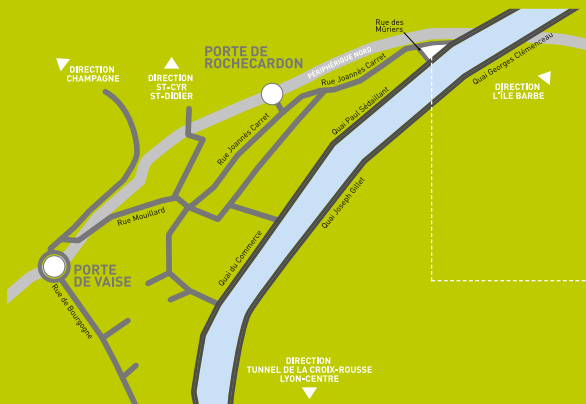 Rue des
Mûriers
PORTE DE
ROCHECARDON
PÉRIPHÉRIQUE NORD
Rue Joannès Carret
Quai Georges Clémenceau
DIRECTION
CHAMPAGNE
DIRECTION
ST-CYR
ST-DIDIER
DIRECTION
L'ÎLE BARBE
Rue Joannès Carret
Quai Paul Sédaillant
Rue Mouillard
Quai Joseph Gillet
Quai du Commerce
PORTE
DE VAISE
Rue de Bourgogne
DIRECTION
TUNNEL DE LA CROIX-ROUSSE
LYON-CENTRE